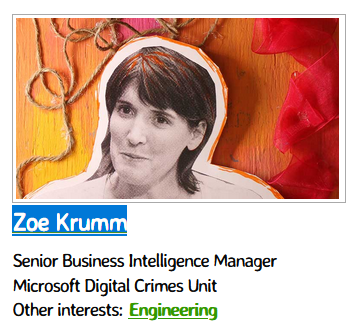 Zoe Krumm
Senior Business Intelligence Manager
Microsoft Digital Crimes Unit
Other interests: Engineering